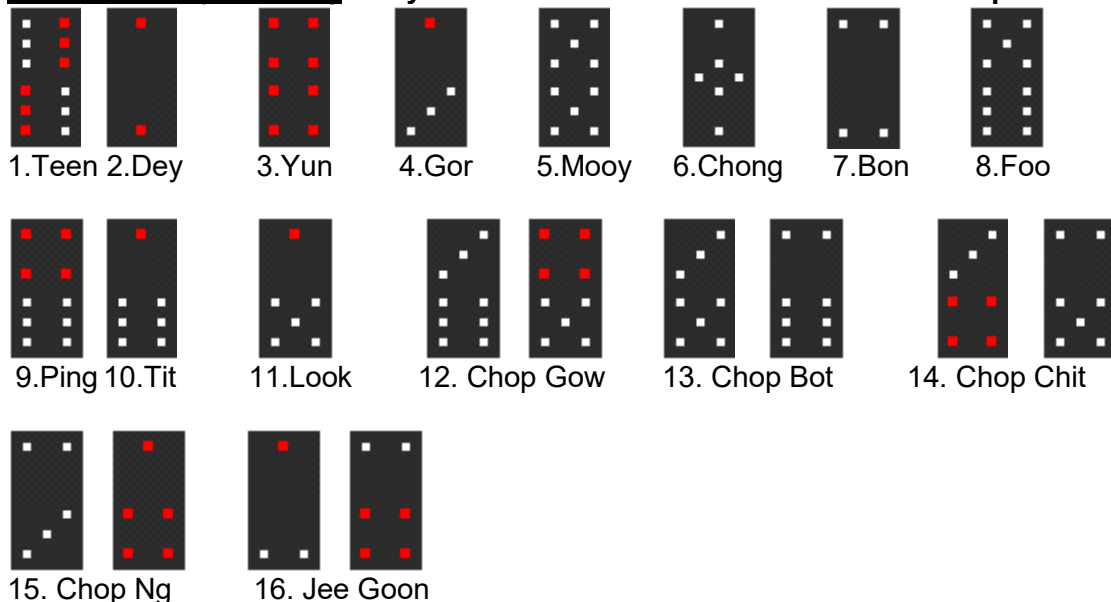 1.Teen 2.Dey 3.Yun 4.Gor 5.Mooy 6.Chong 7.Bon 8.Foo
9.Ping 10.Tit 11.Look 12. Chop Gow 13. Chop Bot 14. Chop Chit
15. Chop Ng 16. Jee Goon